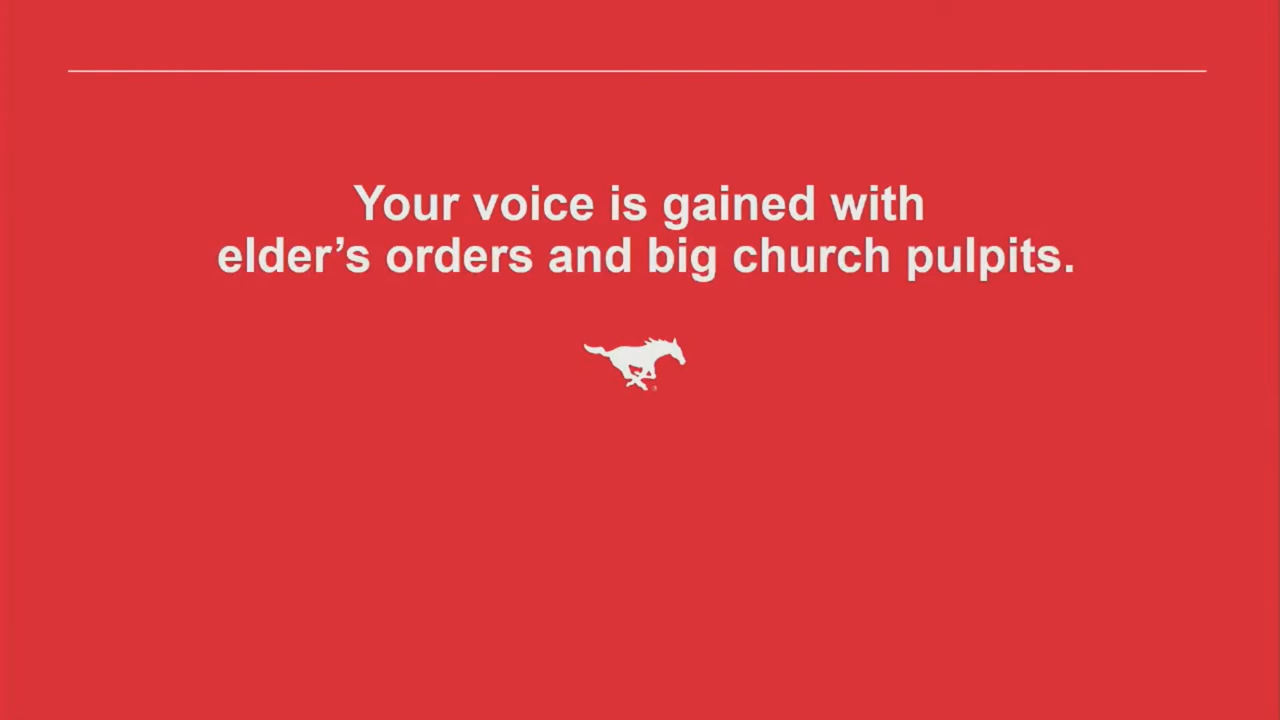 Your voice is gained with
elder’s orders and big church pulpits.